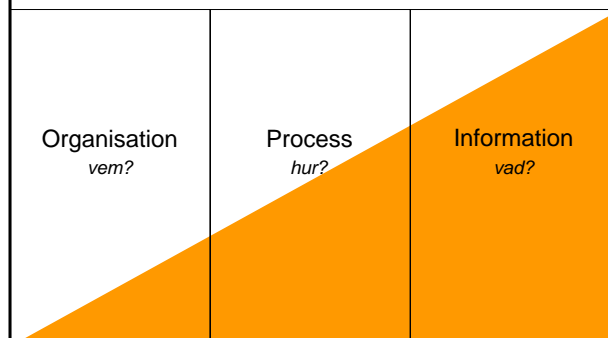 Organisation
vem?
Process
hur?
Information
vad?